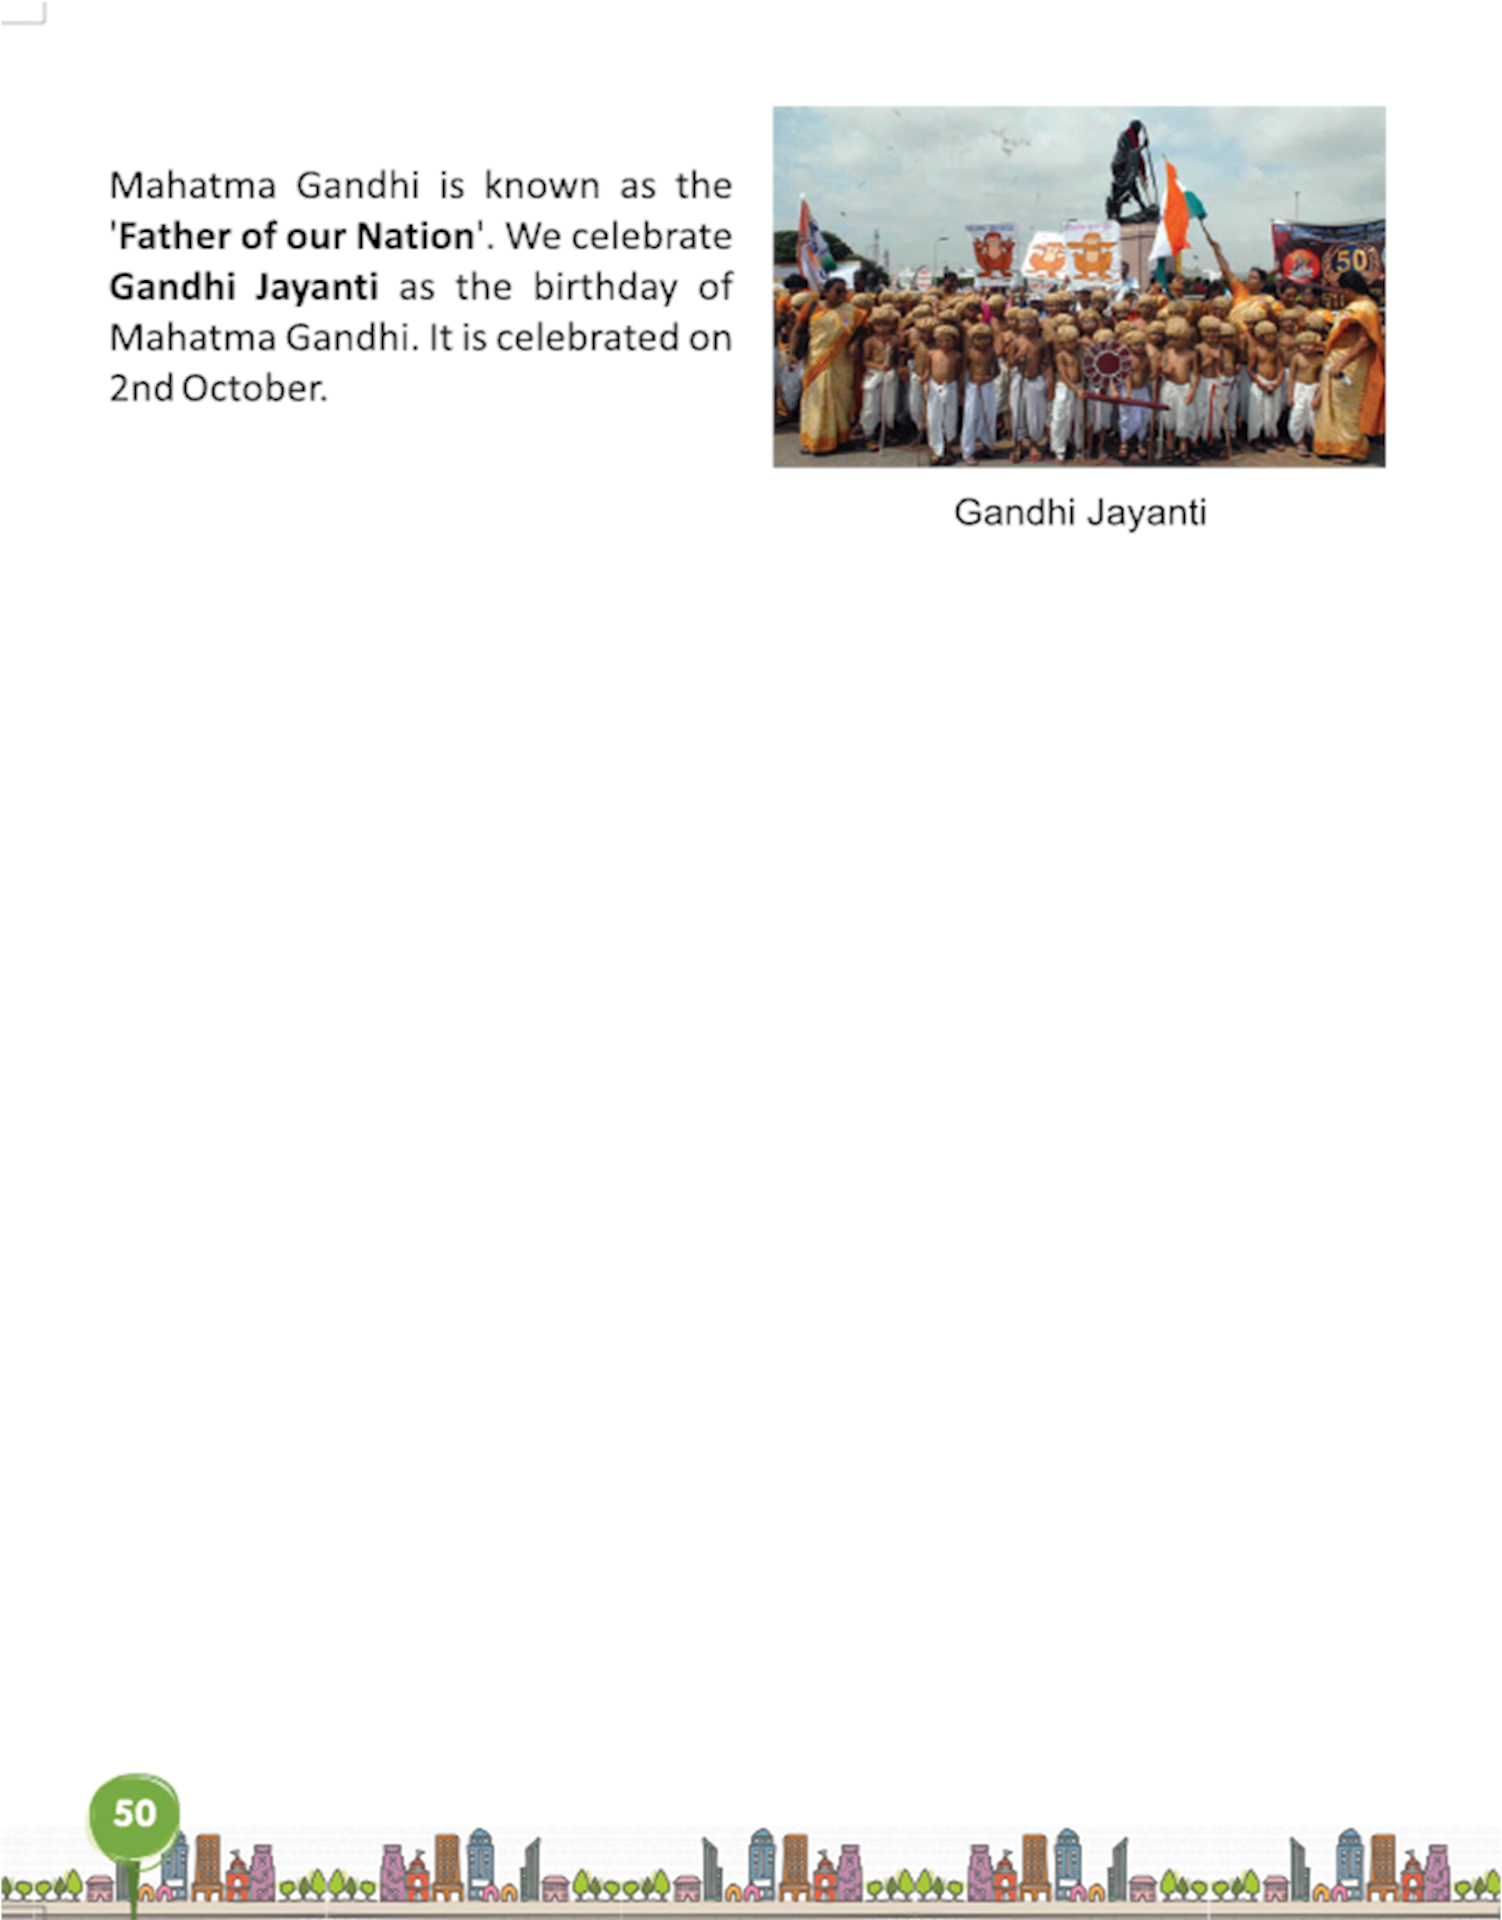 Mahatma Gandhi is known as the
'Father of our Nation'. We celebrate
Gandhi Jayanti as the birthday of
Mahatma Gandhi. It is celebrated on
2nd October.
50
Gandhi Jayanti
50